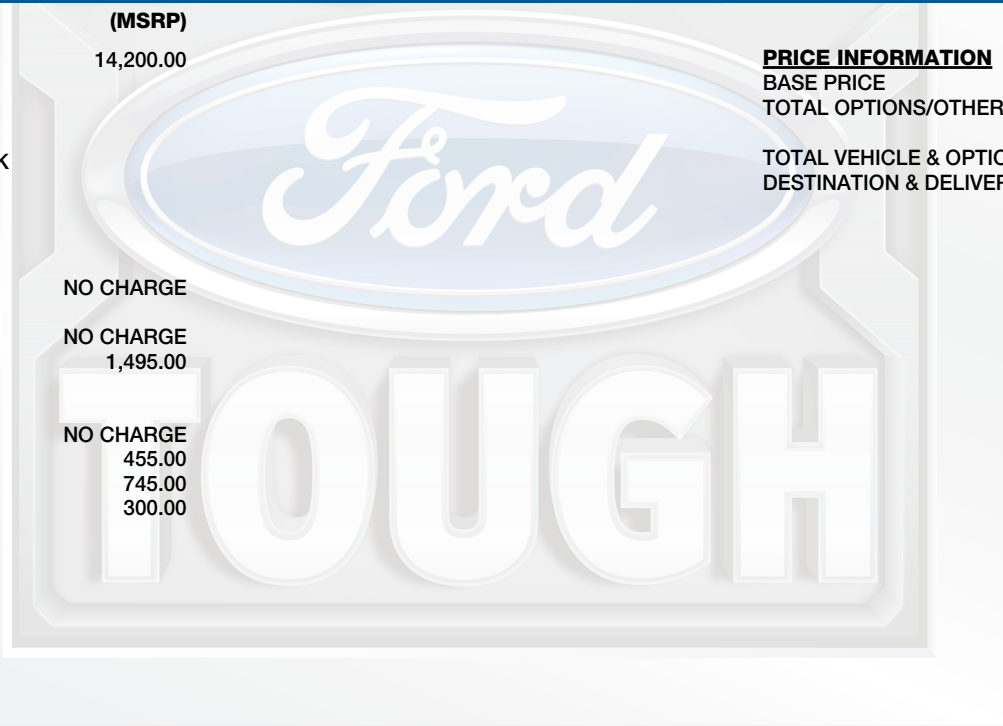 (MSRP)
14,200.00
K
NO CHARGE
NO CHARGE
1,495.00
NO CHARGE
455.00
745.00
300.00
PRICE INFORMATION
BASE PRICE
TOTAL OPTIONS/OTHER
TOTAL VEHICLE & OPTIO
DESTINATION & DELIVER
Ford
TOUGH